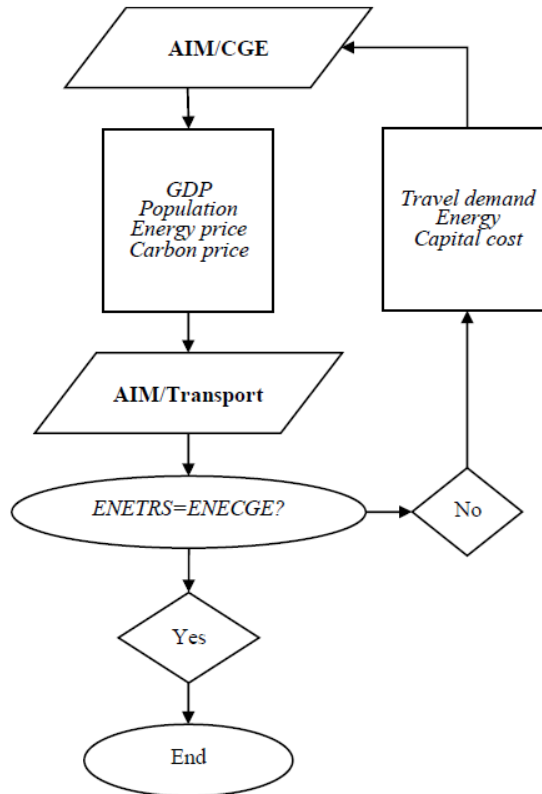 AIM/CGE
GDP
Population
Energy price
Carbon price
Travel demand
Energy
Capital cost
AIM/Transport
ENETRS=ENECGE?
No
Yes
End